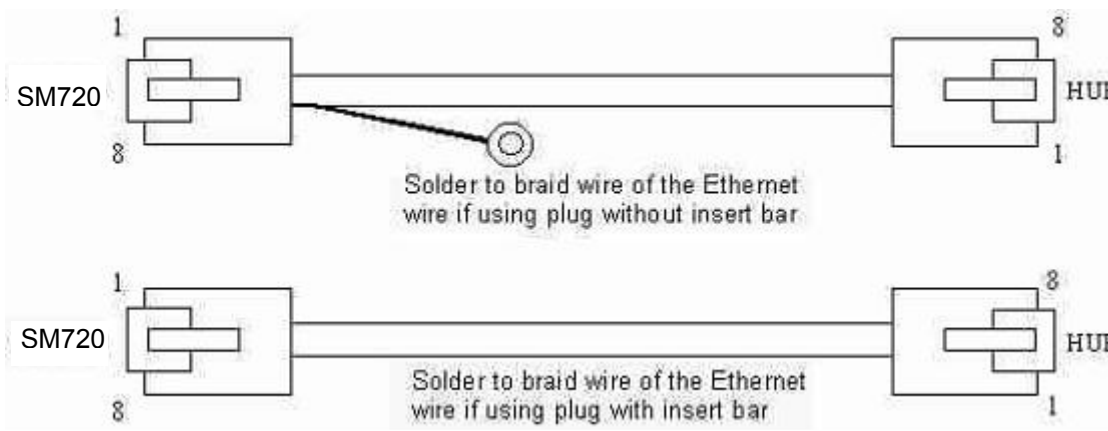 1
8
SM720
HUB
8
1
Solder to braid wire of the Ethernet
wire if using plug without insert bar
1
8
SM720
HUB
8
1
Solder to braid wire of the Ethernet
wire if using plug with insert bar